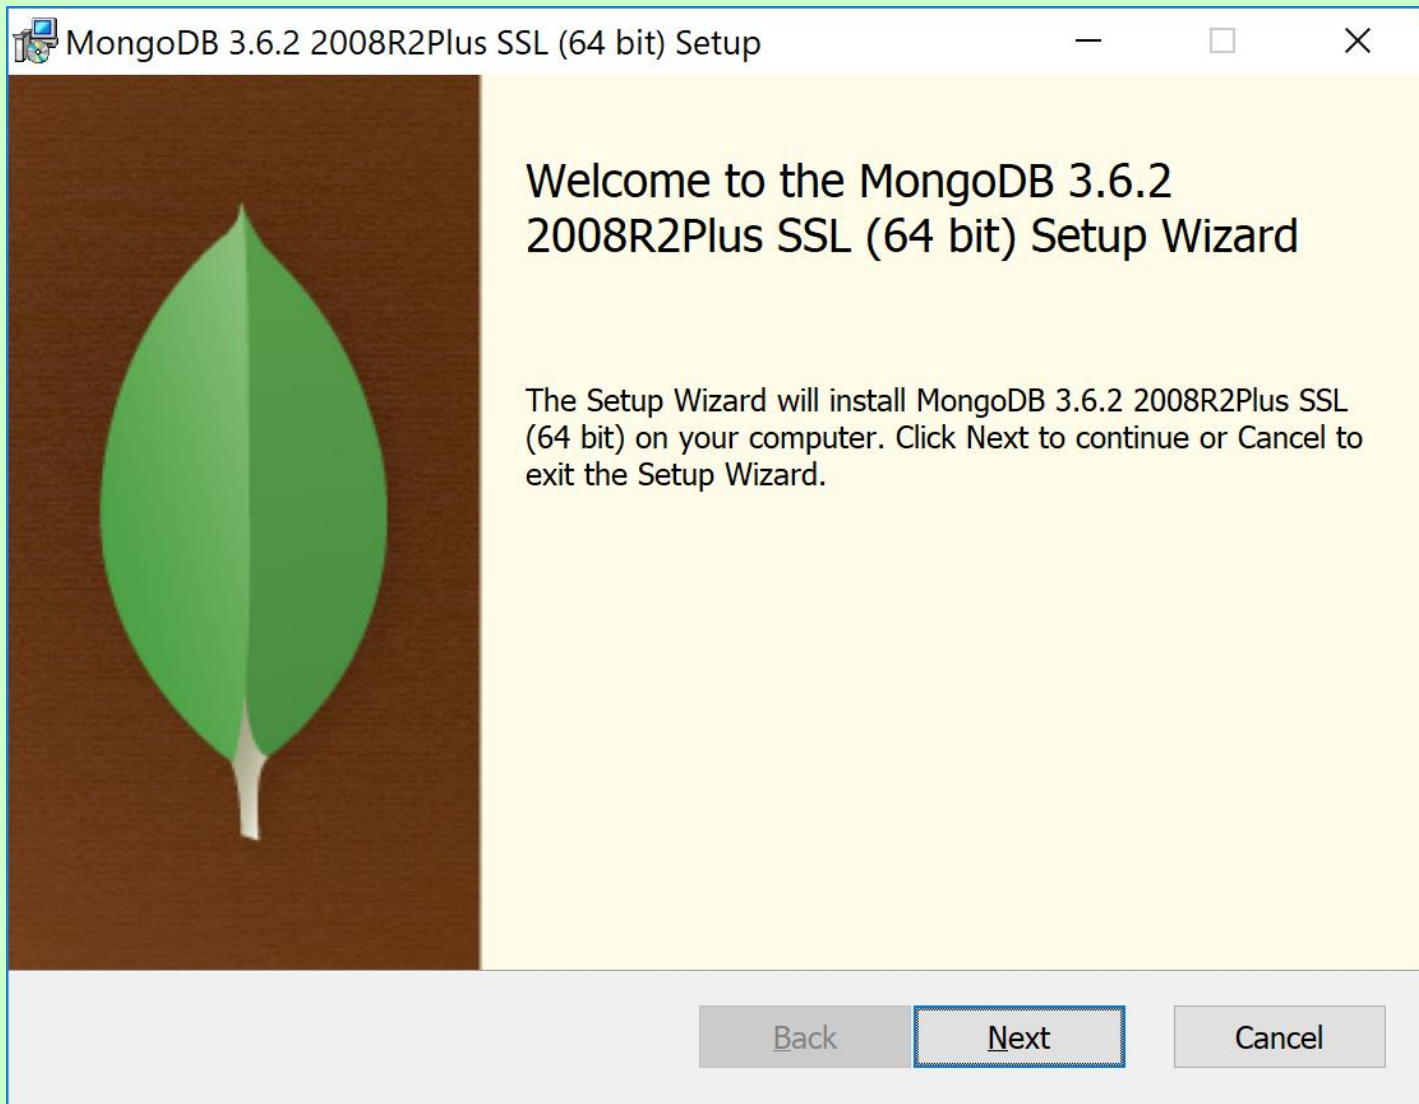 MongoDB 3.6.2 2008R2Plus SSL (64 bit) Setup
Welcome to the MongoDB 3.6.2
2008R2Plus SSL (64 bit) Setup Wizard
The Setup Wizard will install MongoDB 3.6.2 2008R2Plus SSL
(64 bit) on your computer. Click Next to continue or Cancel to
exit the Setup Wizard.
Back Next Cancel